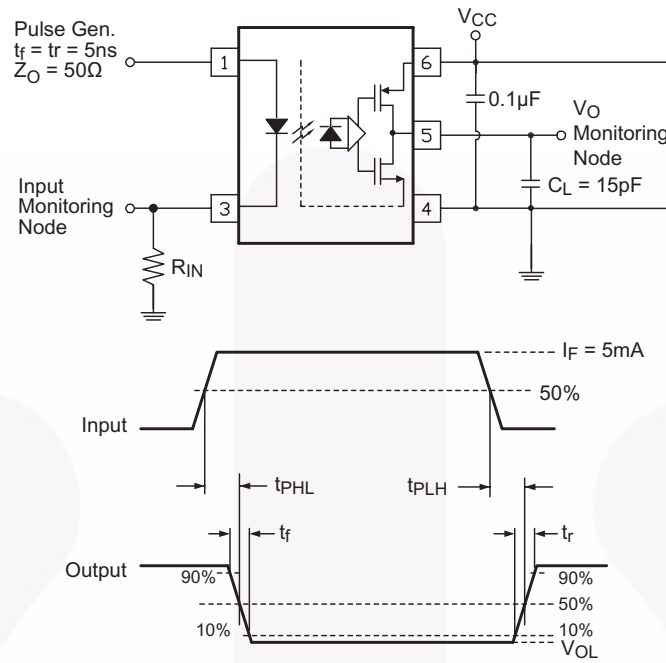 Pulse Gen.
tf = tr = 5ns
ZO = 50Ω
1
3
Input
Monitoring
Node
RIN
VCC
6
0.1µF
5
VO
Monitoring
Node
4
CL = 15pF
IF = 5mA
50%
Input
tPHL
tPLH
tf
tr
Output
90%
90%
50%
10%
10%
VOL